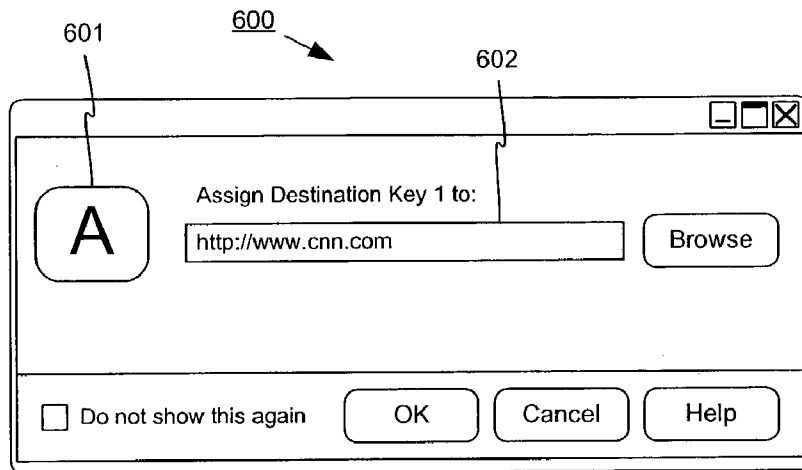 600
601
602
Assign Destination Key 1 to:
A
http://www.cnn.com
Browse
Do not show this again
OK
Cancel
Help